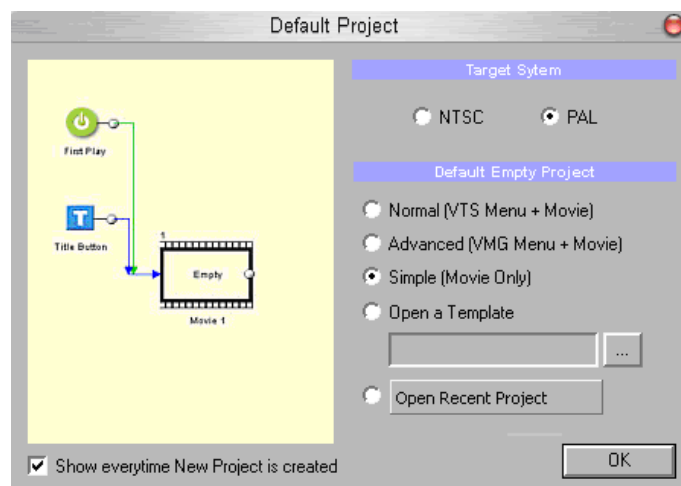 Default Project
First Play
Title Button
1
Empty
Movie 1
Target Sytem
NTSC
PAL
Default Empty Project
Normal (VTS Menu + Movie)
Advanced (VMG Menu + Movie)
Simple (Movie Only)
Open a Template
...
Open Recent Project
Show everytime New Project is created
OK